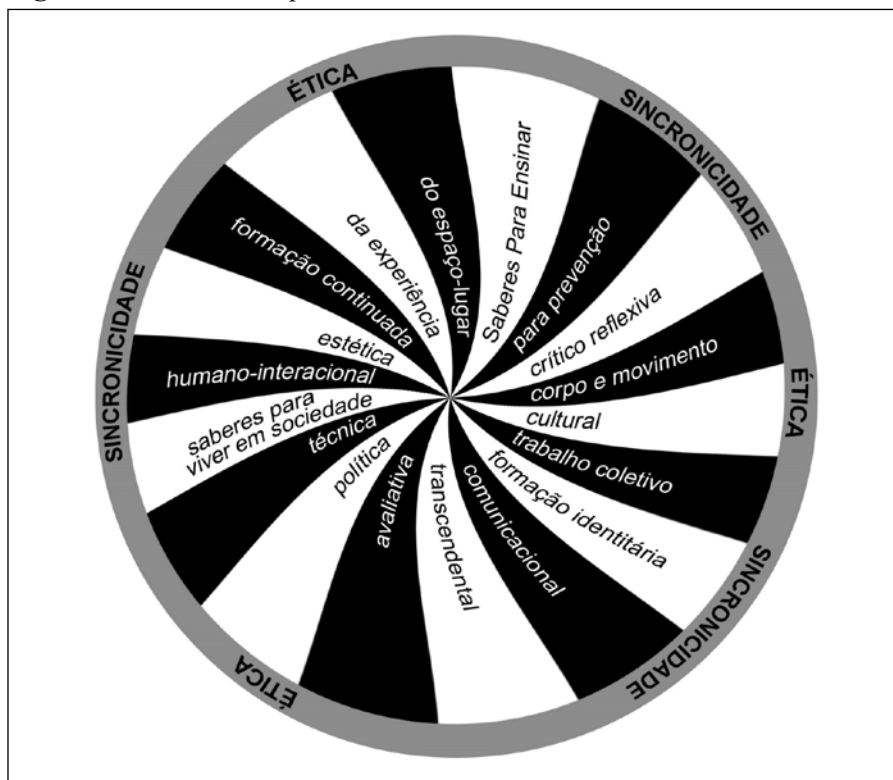 ÉTICA
SINCRONICIDADE
ÉTICA
SINCRONICIDADE
ÉTICA
SINCRONICIDADE
do espaço-lugar
Saberes Para Ensinar
para prevenção
crítico reflexiva
corpo e movimento
cultural
trabalho coletivo
formação identitária
comunicacional
transcendental
avaliativa
política
técnica
saberes para
viver em sociedade
humano-interacional
estética
formação continuada
da experiência